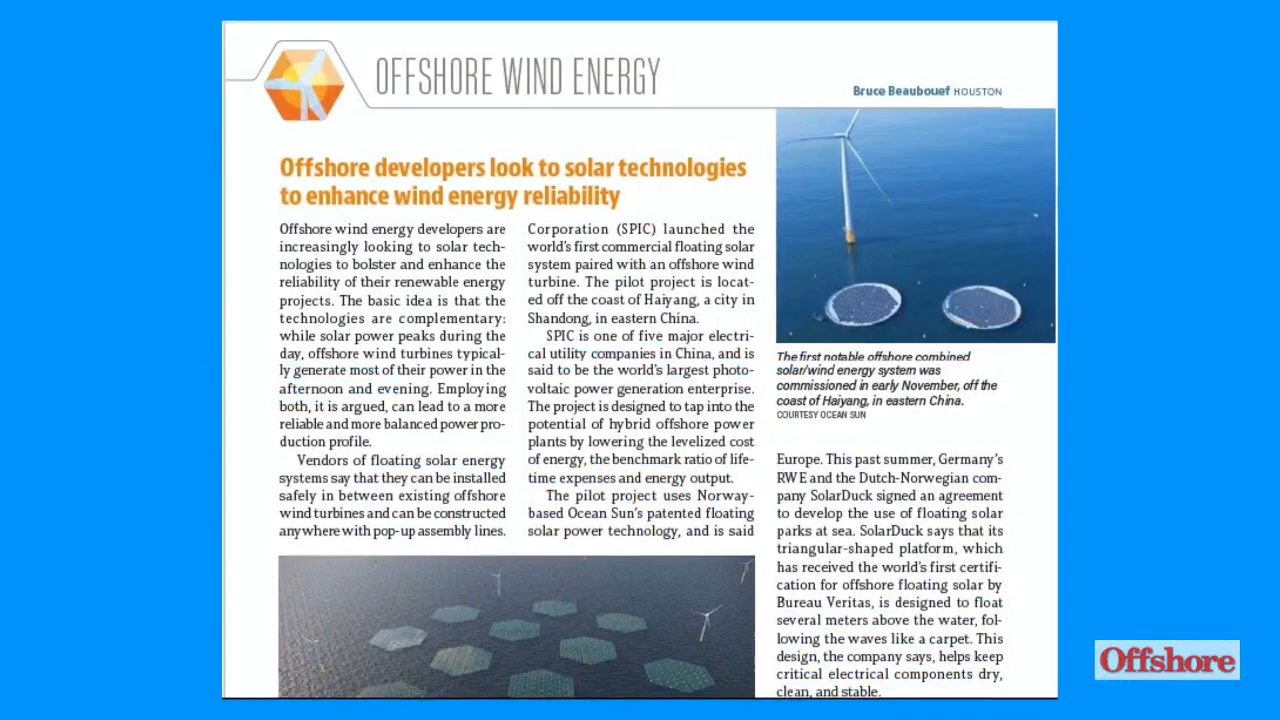 OFFSHORE WIND ENERGY
Bruce Beaubouef HOUSTON
Offshore developers look to solar technologies
to enhance wind energy reliability
Offshore wind energy developers are
increasingly looking to solar tech-
nologies to bolster and enhance the
reliability of their renewable energy
projects. The basic idea is that the
technologies are complementary:
while solar power peaks during the
day, offshore wind turbines typical-
ly generate most of their power in the
afternoon and evening. Employing
both, it is argued, can lead to a more
reliable and more balanced power pro-
duction profile.
Vendors of floating solar energy
systems say that they can be installed
safely in between existing offshore
wind turbines and can be constructed
anywhere with pop-up assembly lines.
Corporation (SPIC) launched the
world's first commercial floating solar
system paired with an offshore wind
turbine. The pilot project is locat-
ed off the coast of Haiyang, a city in
Shandong, in eastern China.
SPIC is one of five major electri-
cal utility companies in China, and is
said to be the world's largest photo-
voltaic power generation enterprise.
The project is designed to tap into the
potential of hybrid offshore power
plants by lowering the levelized cost
of energy, the benchmark ratio of life-
time expenses and energy output.
The pilot project uses Norway-
based Ocean Sun's patented floating
solar power technology, and is said
The first notable offshore combined
solar/wind energy system was
commissioned in early November, off the
coast of Haiyang, in eastern China.
COURTESY OCEAN SUN
Europe. This past summer, Germany's
RWE and the Dutch-Norwegian com-
pany SolarDuck signed an agreement
to develop the use of floating solar
parks at sea. SolarDuck says that its
triangular-shaped platform, which
has received the world's first certifi-
cation for offshore floating solar by
Bureau Veritas, is designed to float
several meters above the water, fol-
lowing the waves like a carpet. This
design, the company says, helps keep
critical electrical components dry,
clean, and stable.
Offshore